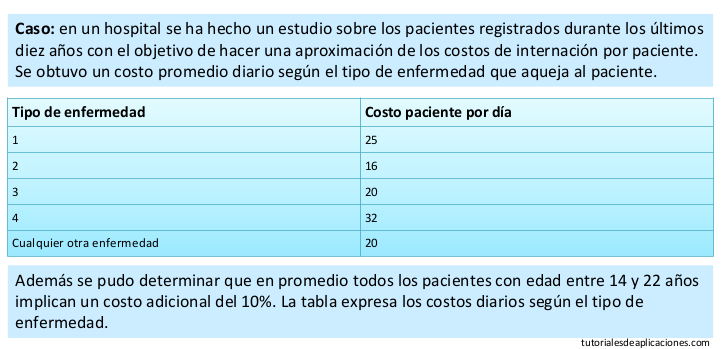 Caso: en un hospital se ha hecho un estudio sobre los pacientes registrados durante los últimos
diez años con el objetivo de hacer una aproximación de los costos de internación por paciente.
Se obtuvo un costo promedio diario según el tipo de enfermedad que aqueja al paciente.
Tipo de enfermedad Costo paciente por día
1 25
2 16
3 20
4 32
Cualquier otra enfermedad 20
Además se pudo determinar que en promedio todos los pacientes con edad entre 14 y 22 años
implican un costo adicional del 10%. La tabla expresa los costos diarios según el tipo de
enfermedad.
tutorialesdeaplicaciones.com